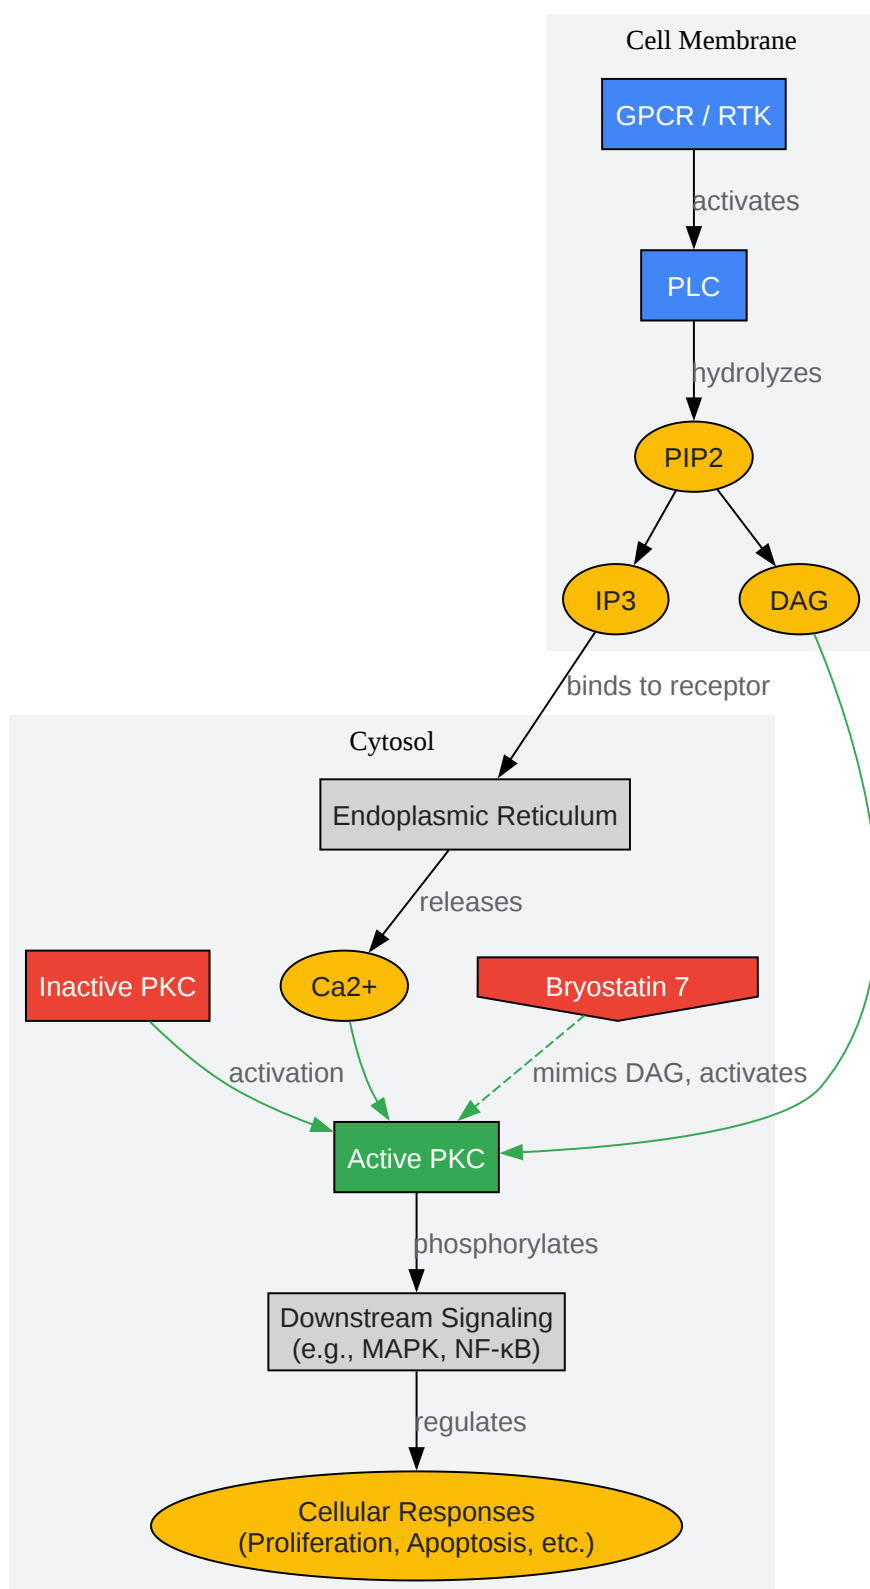 Cell Membrane
GPCR / RTK
activates
PLC
hydrolyzes
PIP2
IP3
DAG
binds to receptor
Cytosol
Endoplasmic Reticulum
releases
Inactive PKC
Ca2+
Bryostatin 7
activation
mimics DAG, activates
Active PKC
phosphorylates
Downstream Signaling
(e.g., MAPK, NF-κB)
regulates
Cellular Responses
(Proliferation, Apoptosis, etc.)